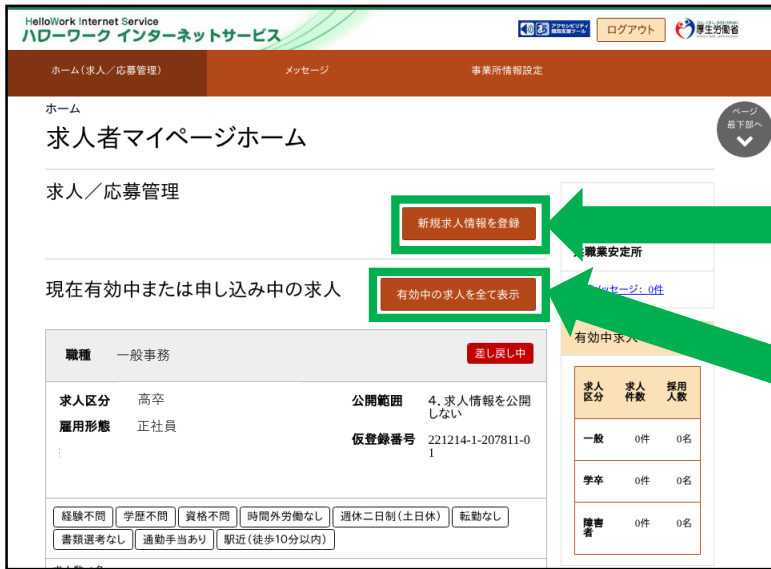 HelloWork Internet Service
ハローワーク インターネットサービス
ログアウト
厚生労働省
ホーム(求人/応募管理)
メッセージ
事業所情報設定
ホーム
求人者マイページホーム
ページ
最下部へ
求人/応募管理
新規求人情報を登録
職業安定所
ッセージ: 0件
現在有効中または申し込み中の求人
有効中の求人を全て表示
有効中求人
職種 一般事務
差し戻し中
求人区分 高卒
公開範囲 4.求人情報を公開
しない
雇用形態 正社員
仮登録番号 221214-1-207811-0
1
求人
区分
求人
件数
採用
人数
一般 0件 0名
学卒 0件 0名
障害
者
0件 0名
経験不問 学歴不問 資格不問 時間外労働なし 週休二日制(土日休) 転勤なし
書類選考なし 通勤手当あり 駅近(徒歩10分以内)